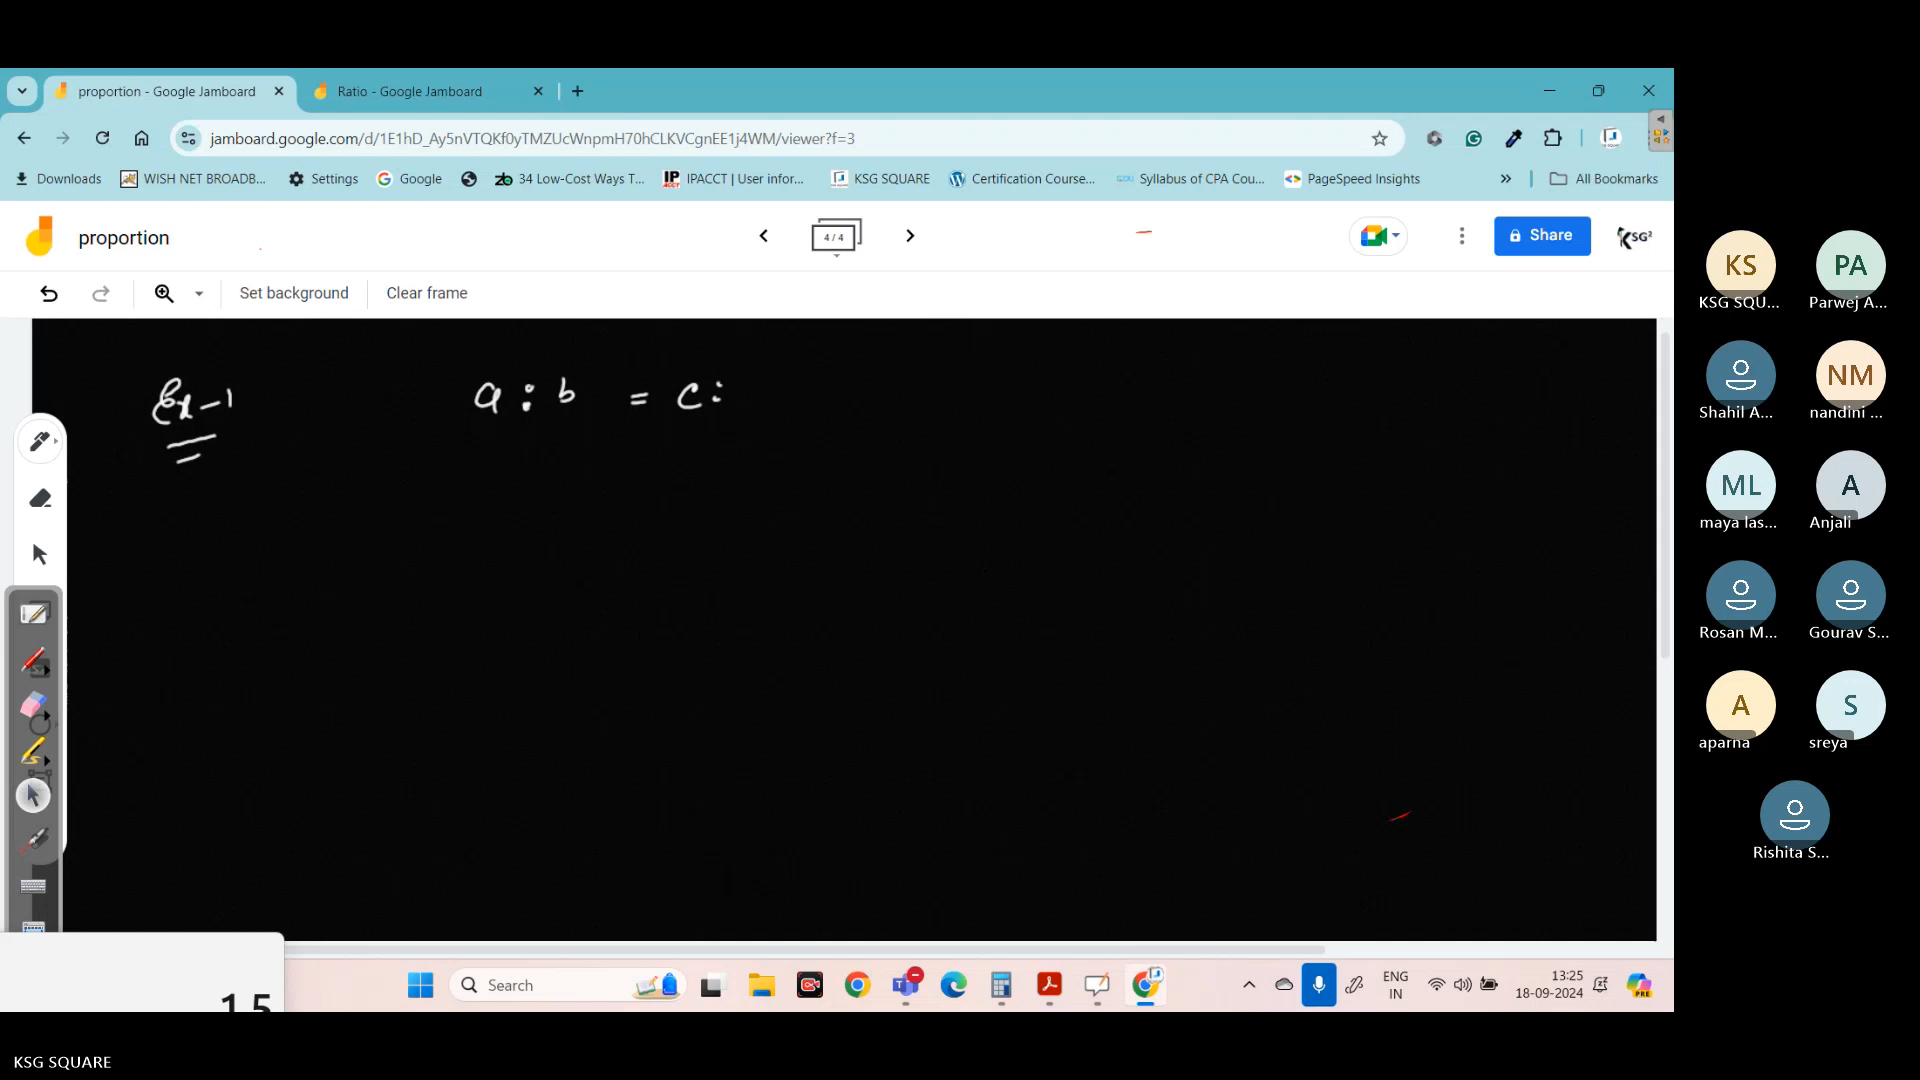 proportion - Google Jamboard
Ratio - Google Jamboard
jamboard.google.com/d/1E1hD_Ay5nVTQKf0yTMZUcWnpmH70hCLKVCgnEE1j4WM/viewer?f=3
Downloads WISH NET BROADB... Settings Google 34 Low-Cost Ways T... IPACCT | User infor... KSG SQUARE Certification Course... Syllabus of CPA Cou... PageSpeed Insights » All Bookmarks
proportion 4 / 4 Share KSG²
Set background Clear frame
Ex-1 a : b = c :
KS PA
KSG SQU... Parwej A...
NM
Shahil A... nandini ...
ML A
maya las... Anjali
Rosan M... Gourav S...
A S
aparna sreya
Rishita S...
15
Search
ENG
IN
13:25
18-09-2024
PRE
KSG SQUARE